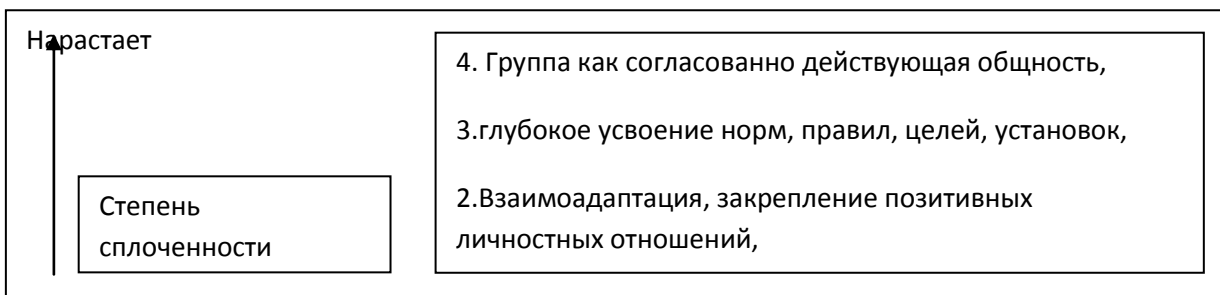 Нарастает
4. Группа как согласованно действующая общность,
3.глубокое усвоение норм, правил, целей, установок,
2.Взаимоадаптация, закрепление позитивных
личностных отношений,
Степень
сплоченности